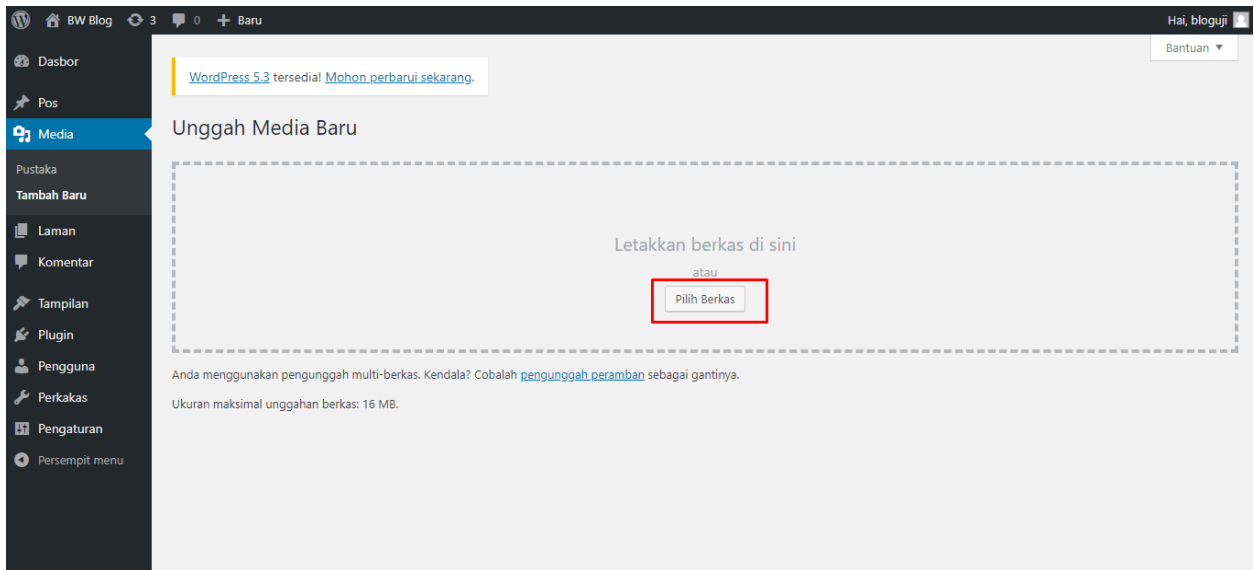 BW Blog 3 0 + Baru Hai, bloguji
Bantuan ▼
Dasbor
Pos
Media
Pustaka
Tambah Baru
Laman
Komentar
Tampilan
Plugin
Pengguna
Perkakas
Pengaturan
Persempit menu
WordPress 5.3 tersedia! Mohon perbarui sekarang.
Unggah Media Baru
Letakkan berkas di sini
atau
Pilih Berkas
Anda menggunakan pengunggah multi-berkas. Kendala? Cobalah pengunggah peramban sebagai gantinya.
Ukuran maksimal unggahan berkas: 16 MB.